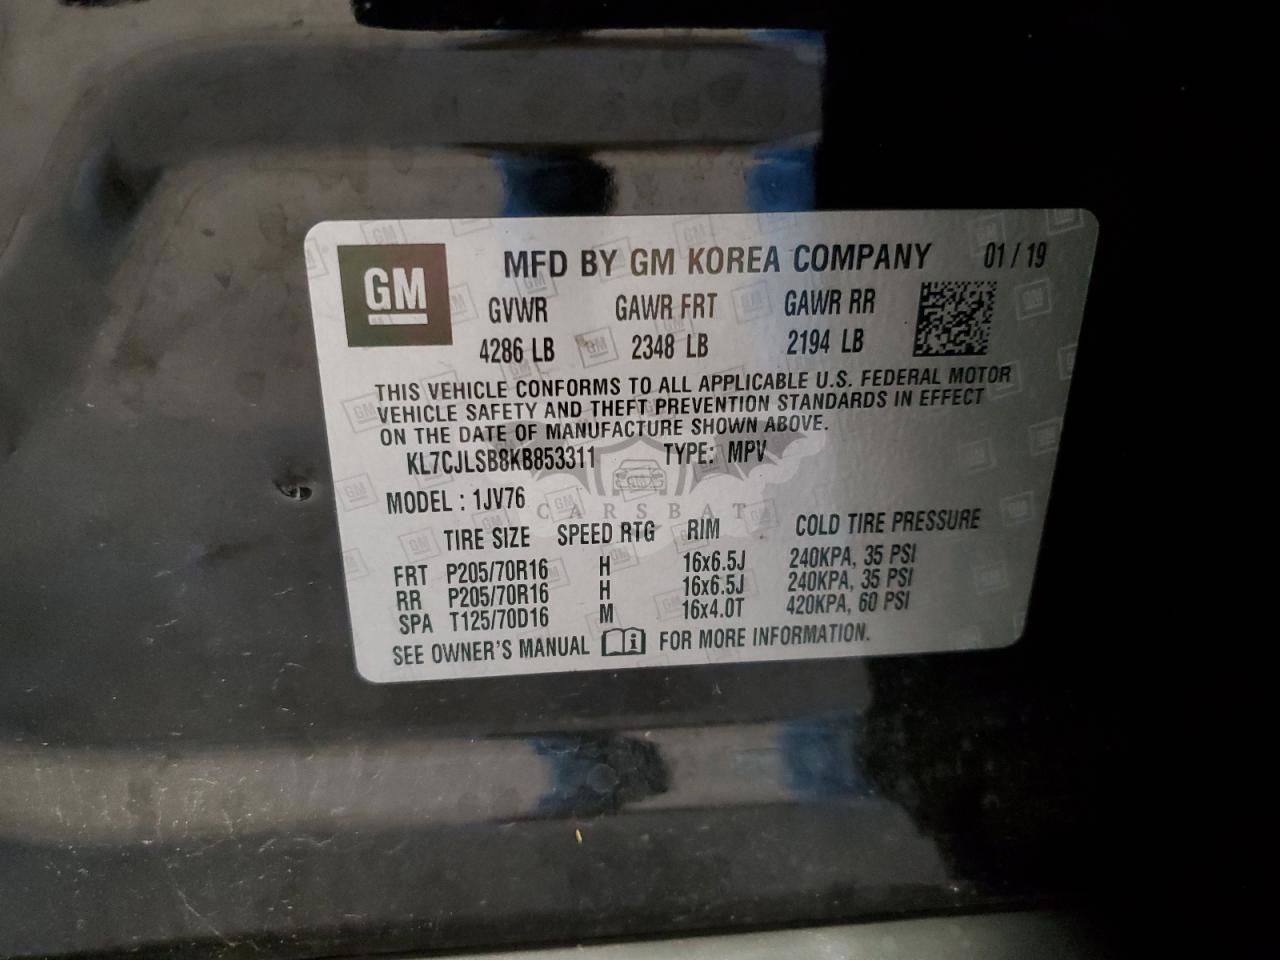 GM
MFD BY GM KOREA COMPANY 01/19
GVWR GAWR FRT GAWR RR
4286 LB 2348 LB 2194 LB
THIS VEHICLE CONFORMS TO ALL APPLICABLE U.S. FEDERAL MOTOR
VEHICLE SAFETY AND THEFT PREVENTION STANDARDS IN EFFECT
ON THE DATE OF MANUFACTURE SHOWN ABOVE.
KL7CJLSB8KB853311 TYPE: MPV
MODEL : 1JV76
CARSBAT
TIRE SIZE SPEED RTG RIM COLD TIRE PRESSURE
FRT P205/70R16 H 16x6.5J 240KPA, 35 PSI
RR P205/70R16 H 16x6.5J 240KPA, 35 PSI
SPA T125/70D16 M 16x4.0T 420KPA, 60 PSI
SEE OWNER'S MANUAL i FOR MORE INFORMATION.